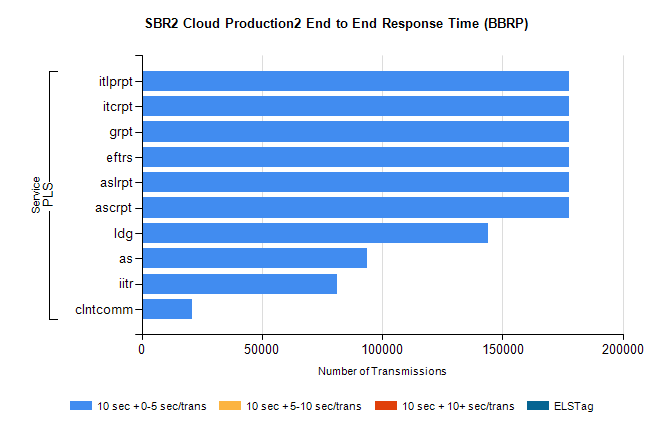 SBR2 Cloud Production2 End to End Response Time (BBRP)
itlprpt
itcrpt
grpt
eftrs
aslrpt
ascrpt
ldg
as
iitr
clntcomm
Service
PLS
0
50000
100000
150000
200000
Number of Transmissions
10 sec +0-5 sec/trans
10 sec +5-10 sec/trans
10 sec + 10+ sec/trans
ELSTag